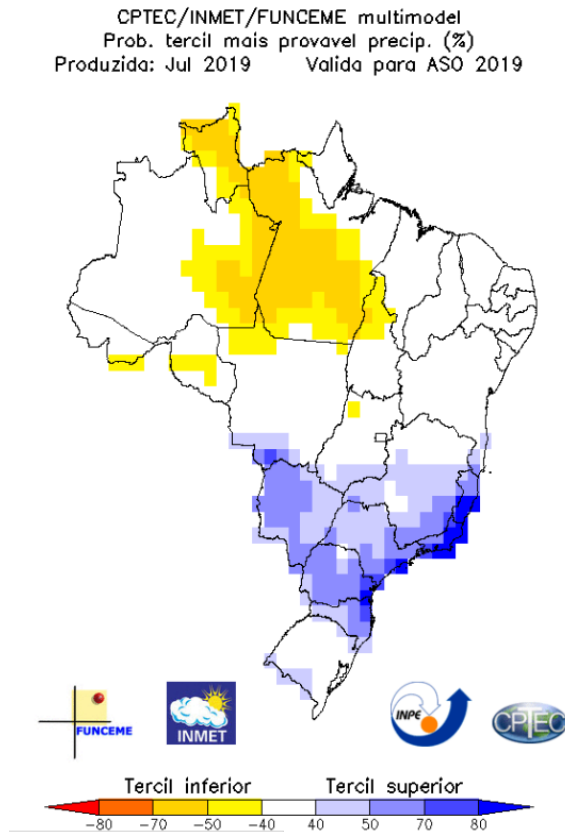 CPTEC/INMET/FUNCEME multimodel
Prob. tercil mais provavel precip. (%)
Produzida: Jul 2019 Valida para ASO 2019
FUNCEME
INMET
INPE
CPTEC
Tercil inferior Tercil superior
-80 -70 -50 -40 40 50 70 80